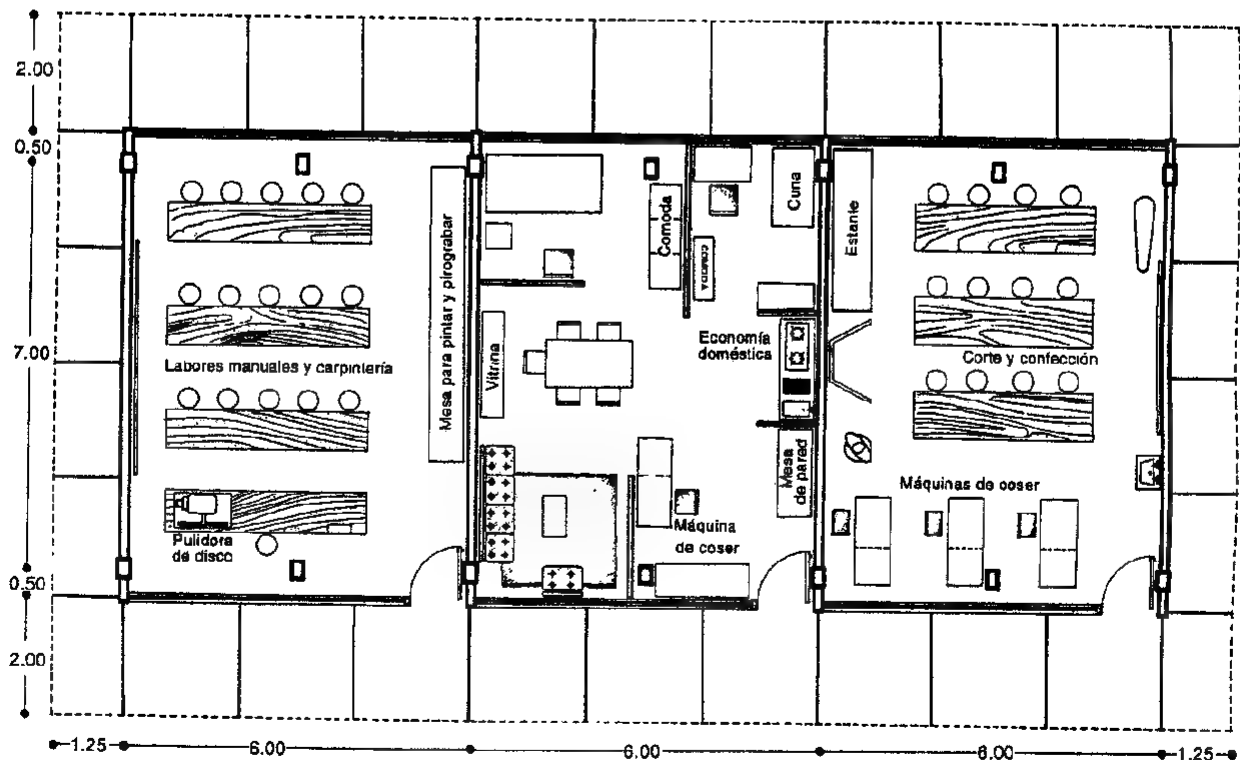 2.00
0.50
7.00
0.50
2.00
Labores manuales y carpintería
Pulidora
de disco
Mesa para pintar y pirograbar
Vitrina
Comoda
COMODA
Cuna
Economía
doméstica
Mesa
de pared
Máquina
de coser
Estante
Corte y confección
Máquinas de coser
1.25
6.00
6.00
6.00
1.25